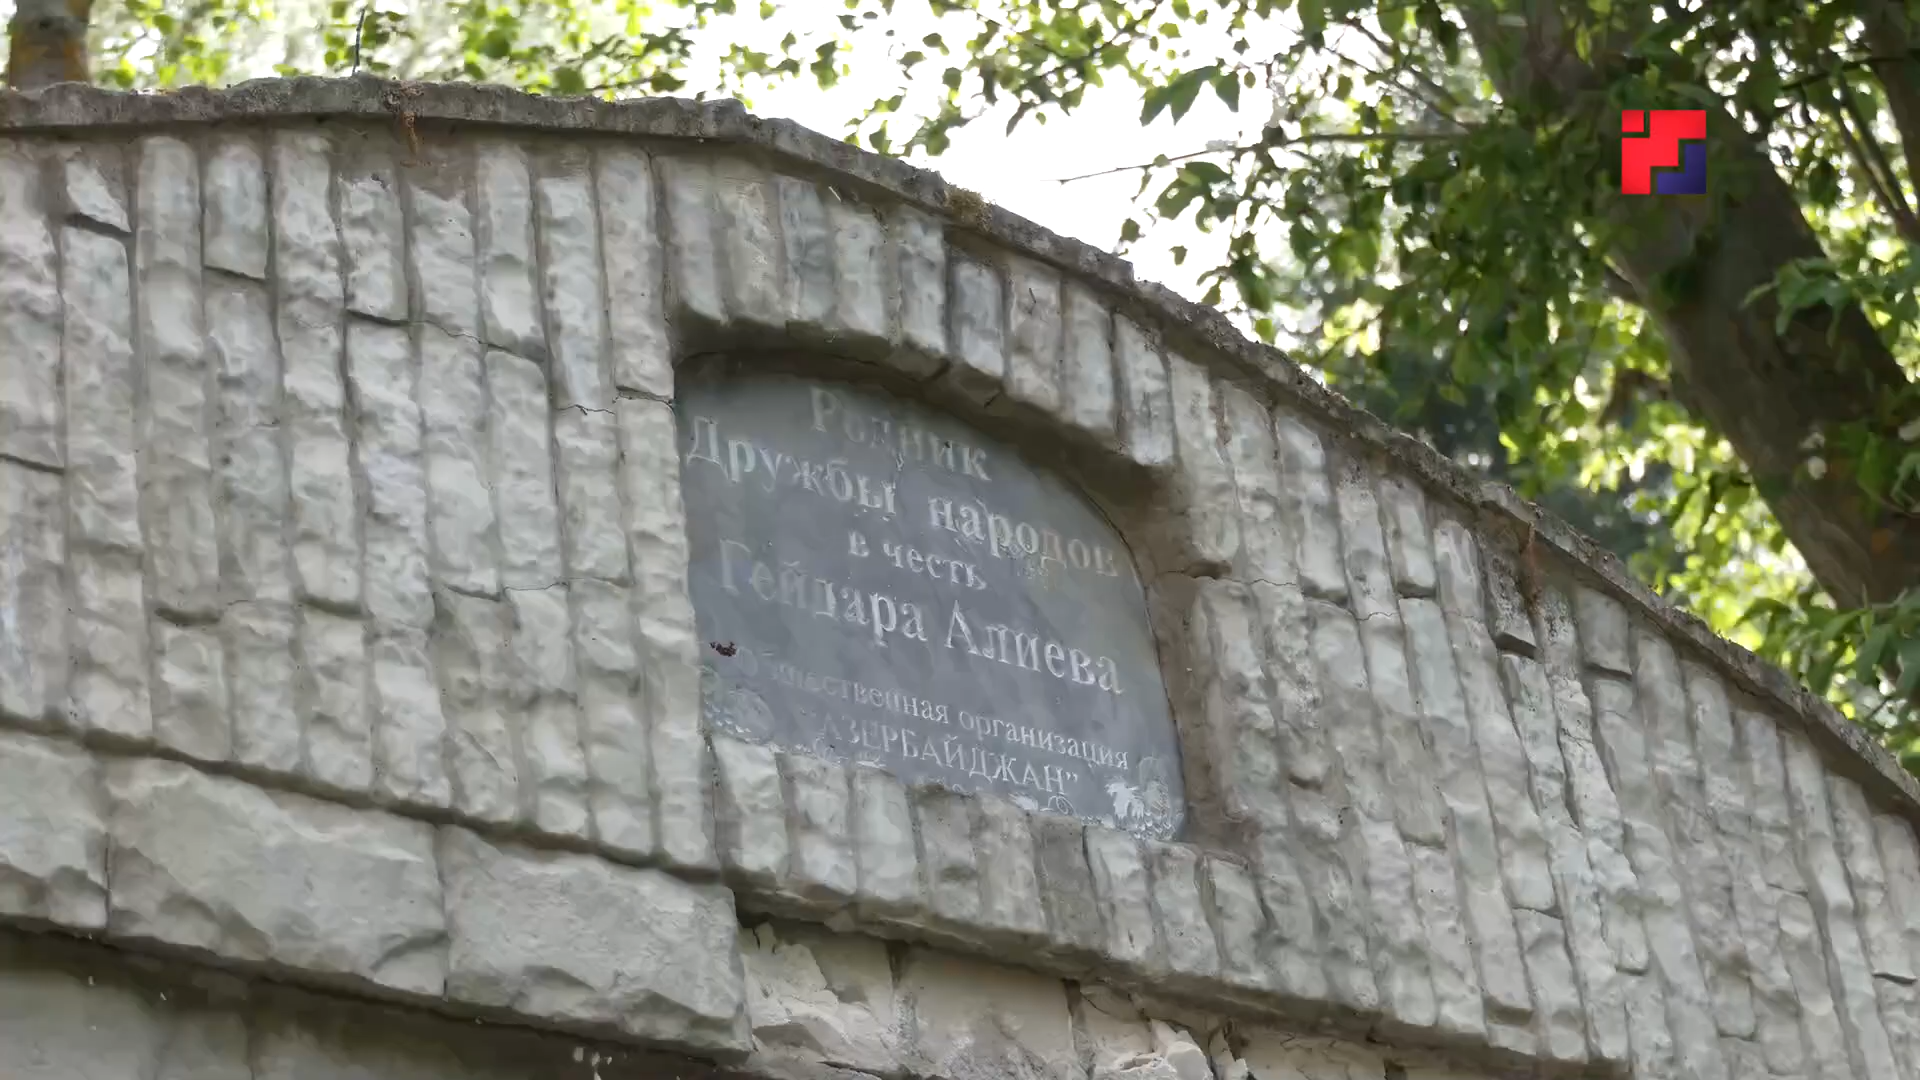 Родник
Дружбы народов
в честь
Гейдара Алиева
Общественная организация
"АЗЕРБАЙДЖАН"